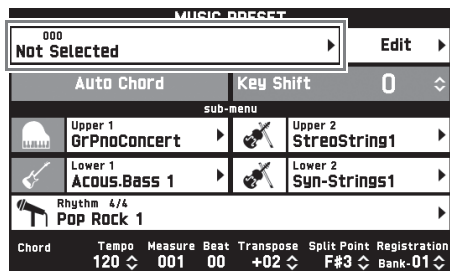 MUSIC PRESET
000
Not Selected
Edit
Auto Chord
Key Shift
0
sub-menu
Upper 1
GrPnoConcert
Upper 2
StreoString1
Lower 1
Acous.Bass 1
Lower 2
Syn-Strings1
Rhythm 4/4
Pop Rock 1
Chord Tempo Measure Beat Transpose Split Point Registration
120 001 00 +02 F#3 Bank-01